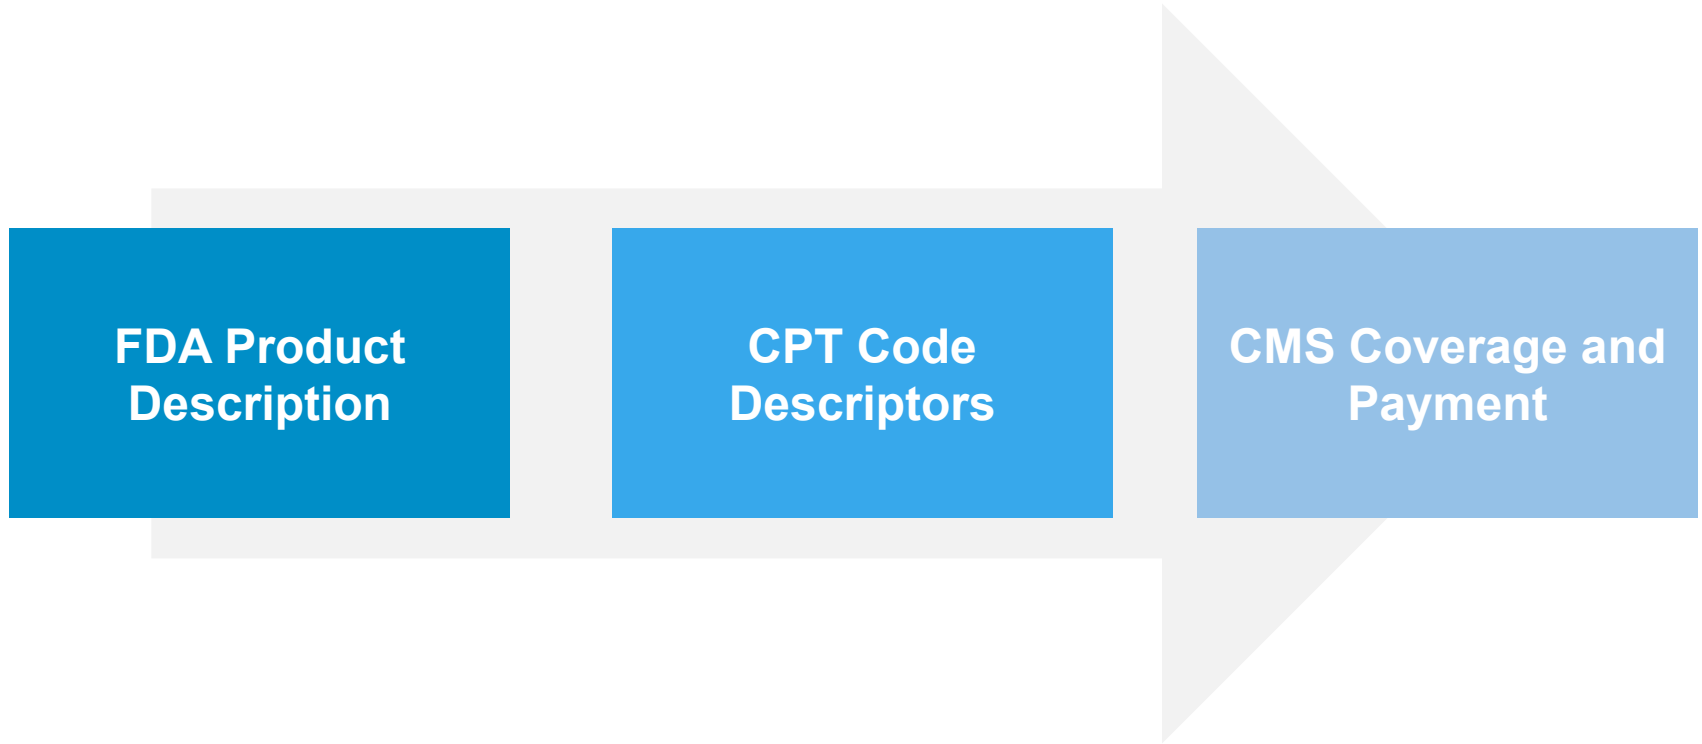 FDA Product
Description
CPT Code
Descriptors
CMS Coverage and
Payment